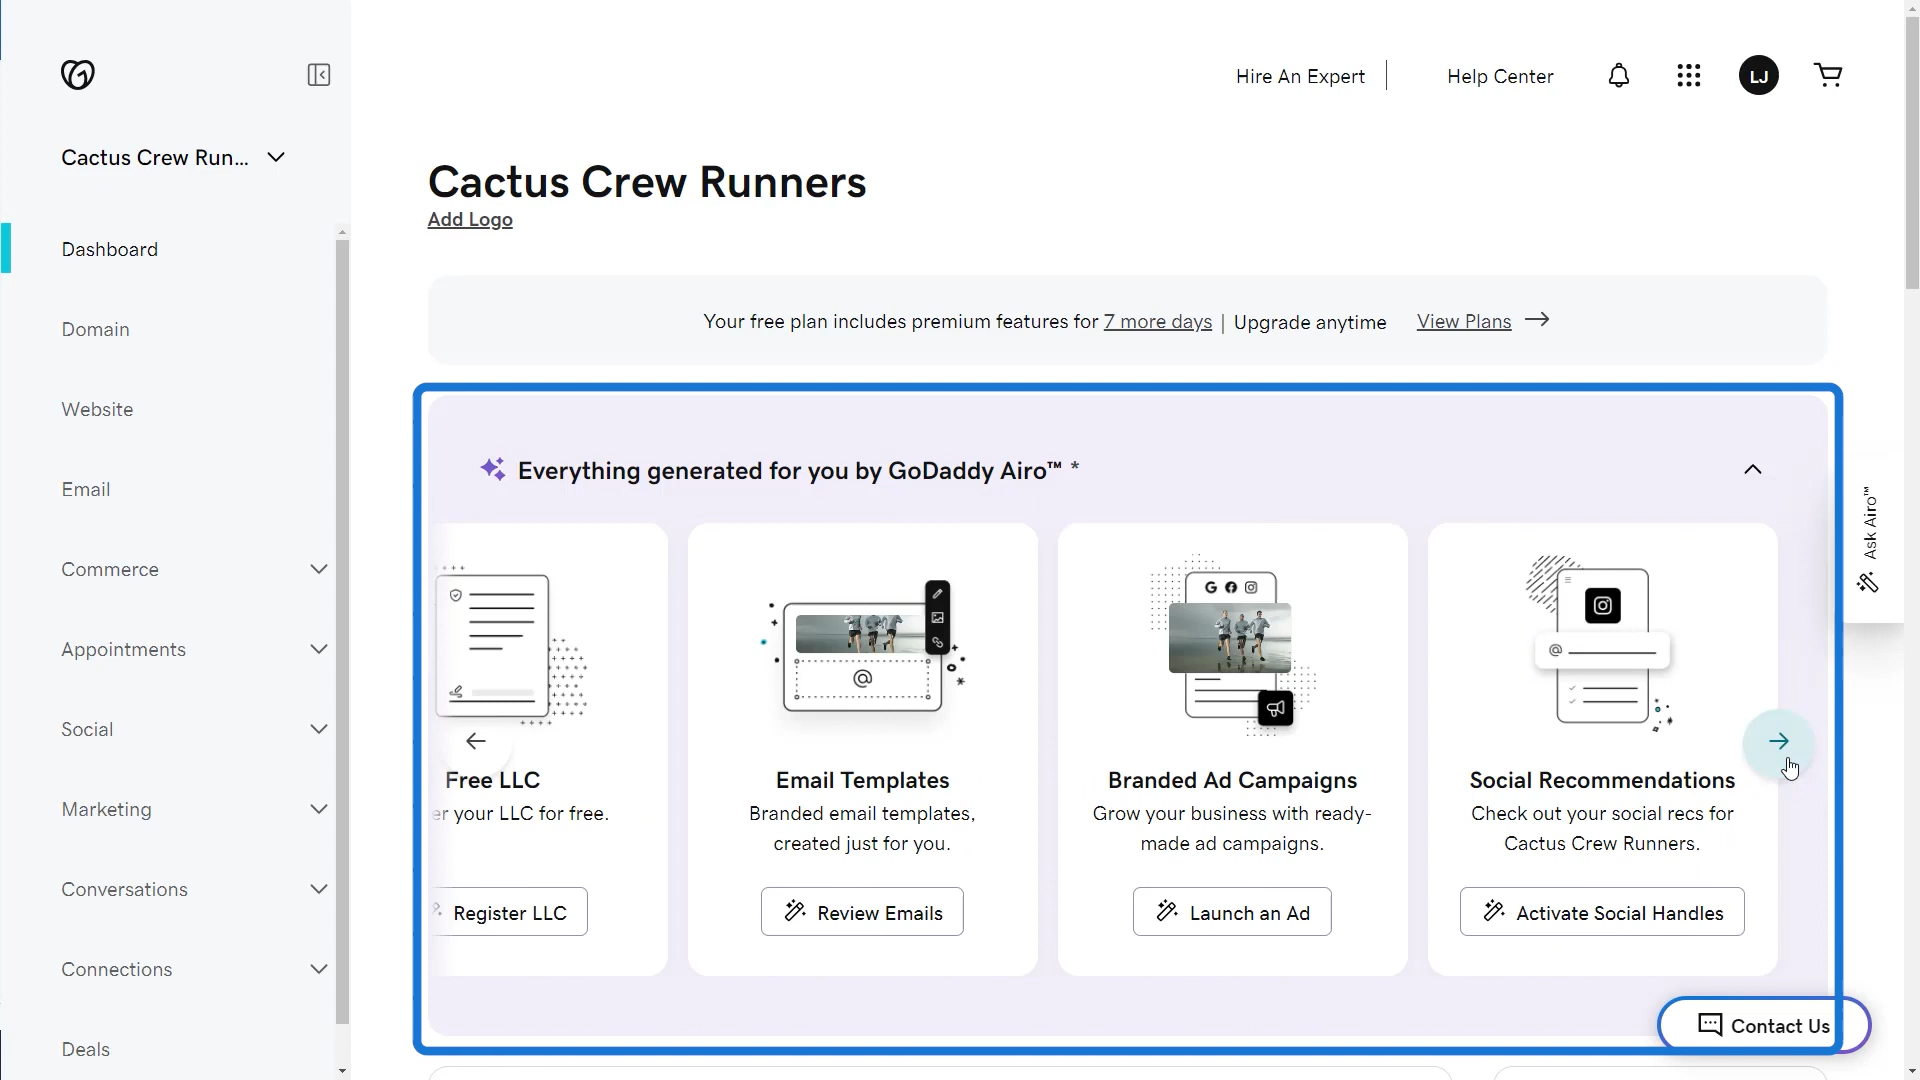 Hire An Expert
Help Center
LJ
Cactus Crew Run...
Cactus Crew Runners
Add Logo
Dashboard
Domain
Website
Email
Commerce
Appointments
Social
Marketing
Conversations
Connections
Deals
Your free plan includes premium features for 7 more days | Upgrade anytime View Plans
Everything generated for you by GoDaddy Airo™ *
Free LLC
er your LLC for free.
Register LLC
Email Templates
Branded email templates,
created just for you.
Review Emails
Branded Ad Campaigns
Grow your business with ready-
made ad campaigns.
Launch an Ad
Social Recommendations
Check out your social recs for
Cactus Crew Runners.
Activate Social Handles
Ask Airo™
Contact Us